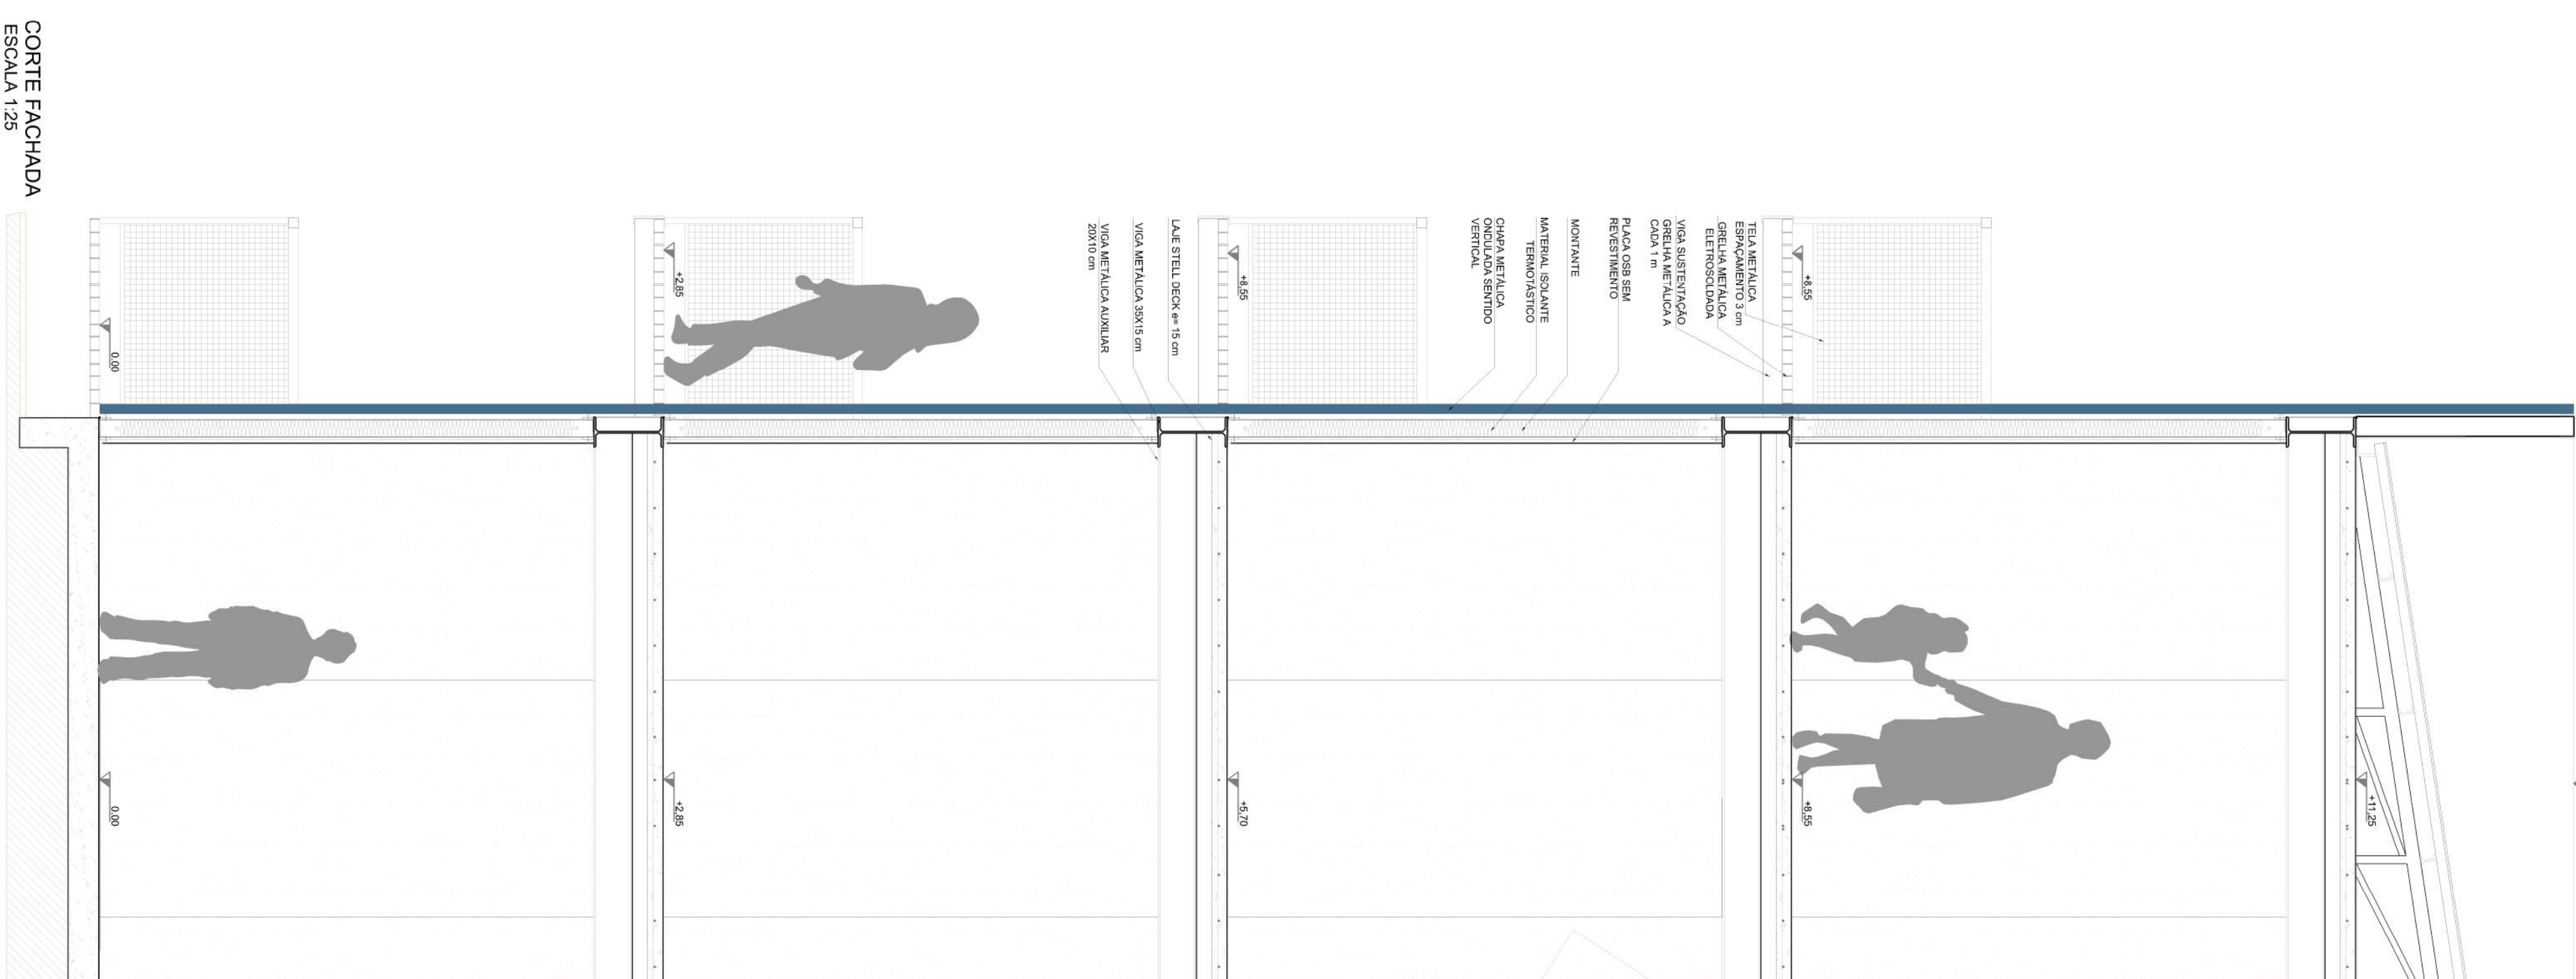 CORTE FACHADA
ESCALA 1:25
TELA METÁLICA
ESPAÇAMENTO 3 cm
GRELHA METÁLICA
ELETROSOLDADA
VIGA SUSTENTAÇÃO
GRELHA METÁLICA A
CADA 1 m
PLACA OSB SEM
REVESTIMENTO
MONTANTE
MATERIAL ISOLANTE
TERMOTÁSTICO
CHAPA METÁLICA
ONDULADA SENTIDO
VERTICAL
LAJE STELL DECK e= 15 cm
VIGA METÁLICA 35X15 cm
VIGA METÁLICA AUXILIAR
20X10 cm
+8,55
+8,55
+2,85
0,00
+11,25
+8,55
+5,70
+2,85
0,00